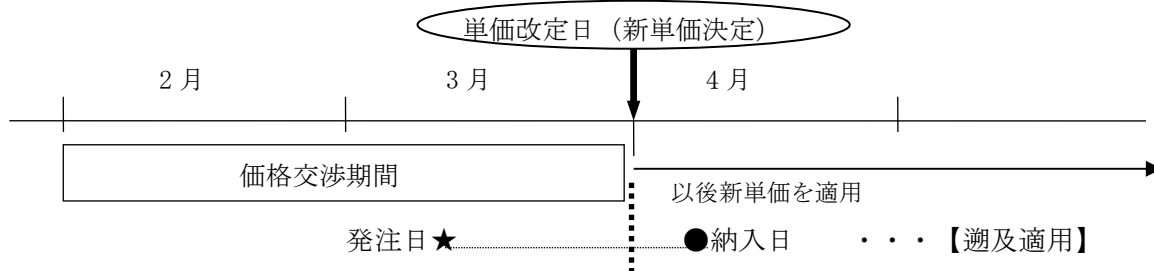 単価改定日（新単価決定）
2月 3月 4月
価格交渉期間
以後新単価を適用
発注日★ ●納入日 ・・・【遡及適用】